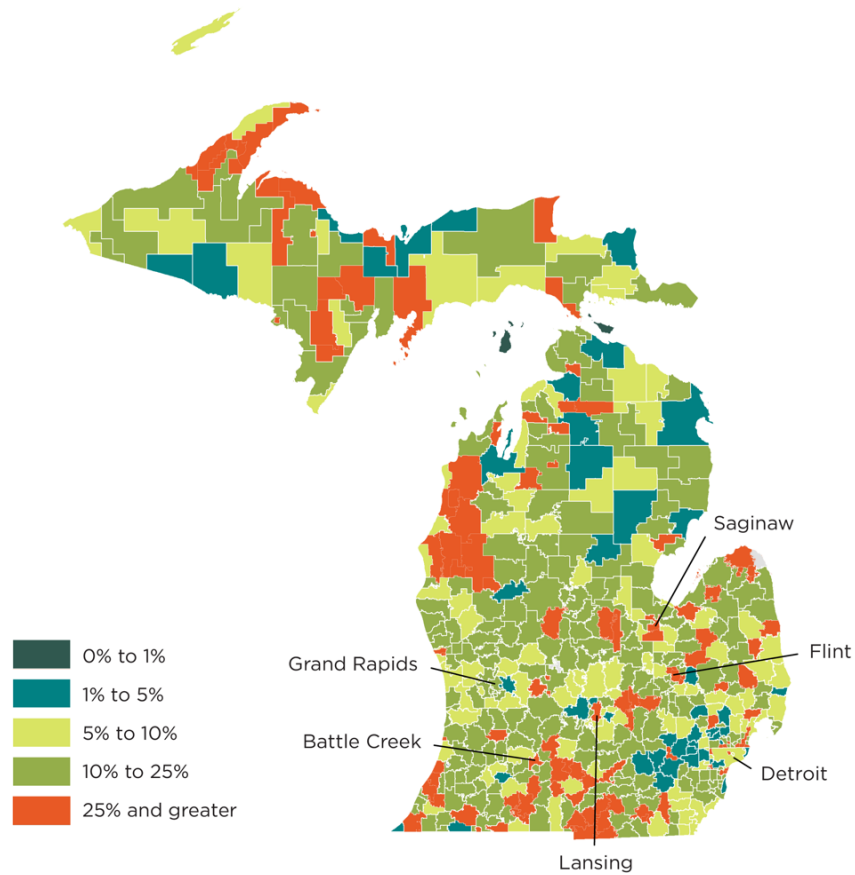 Saginaw
Flint
Grand Rapids
Battle Creek
Detroit
Lansing
0% to 1%
1% to 5%
5% to 10%
10% to 25%
25% and greater